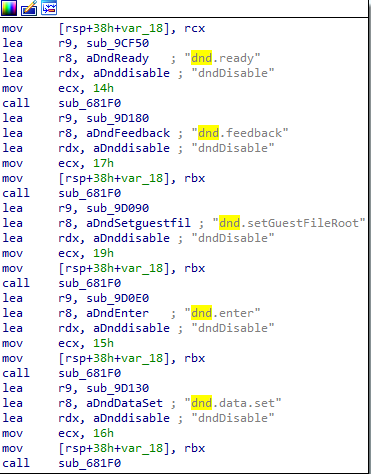 mov [rsp+38h+var_18], rcx
lea r9, sub_9CF50
lea r8, aDndReady ; "dnd.ready"
lea rdx, aDnddisable ; "dndDisable"
mov ecx, 14h
call sub_681F0
lea r9, sub_9D180
lea r8, aDndFeedback ; "dnd.feedback"
lea rdx, aDnddisable ; "dndDisable"
mov ecx, 17h
mov [rsp+38h+var_18], rbx
call sub_681F0
lea r9, sub_9D090
lea r8, aDndSetguestfil ; "dnd.setGuestFileRoot"
lea rdx, aDnddisable ; "dndDisable"
mov ecx, 19h
mov [rsp+38h+var_18], rbx
call sub_681F0
lea r9, sub_9D0E0
lea r8, aDndEnter ; "dnd.enter"
lea rdx, aDnddisable ; "dndDisable"
mov ecx, 15h
mov [rsp+38h+var_18], rbx
call sub_681F0
lea r9, sub_9D130
lea r8, aDndDataSet ; "dnd.data.set"
lea rdx, aDnddisable ; "dndDisable"
mov ecx, 16h
mov [rsp+38h+var_18], rbx
call sub_681F0